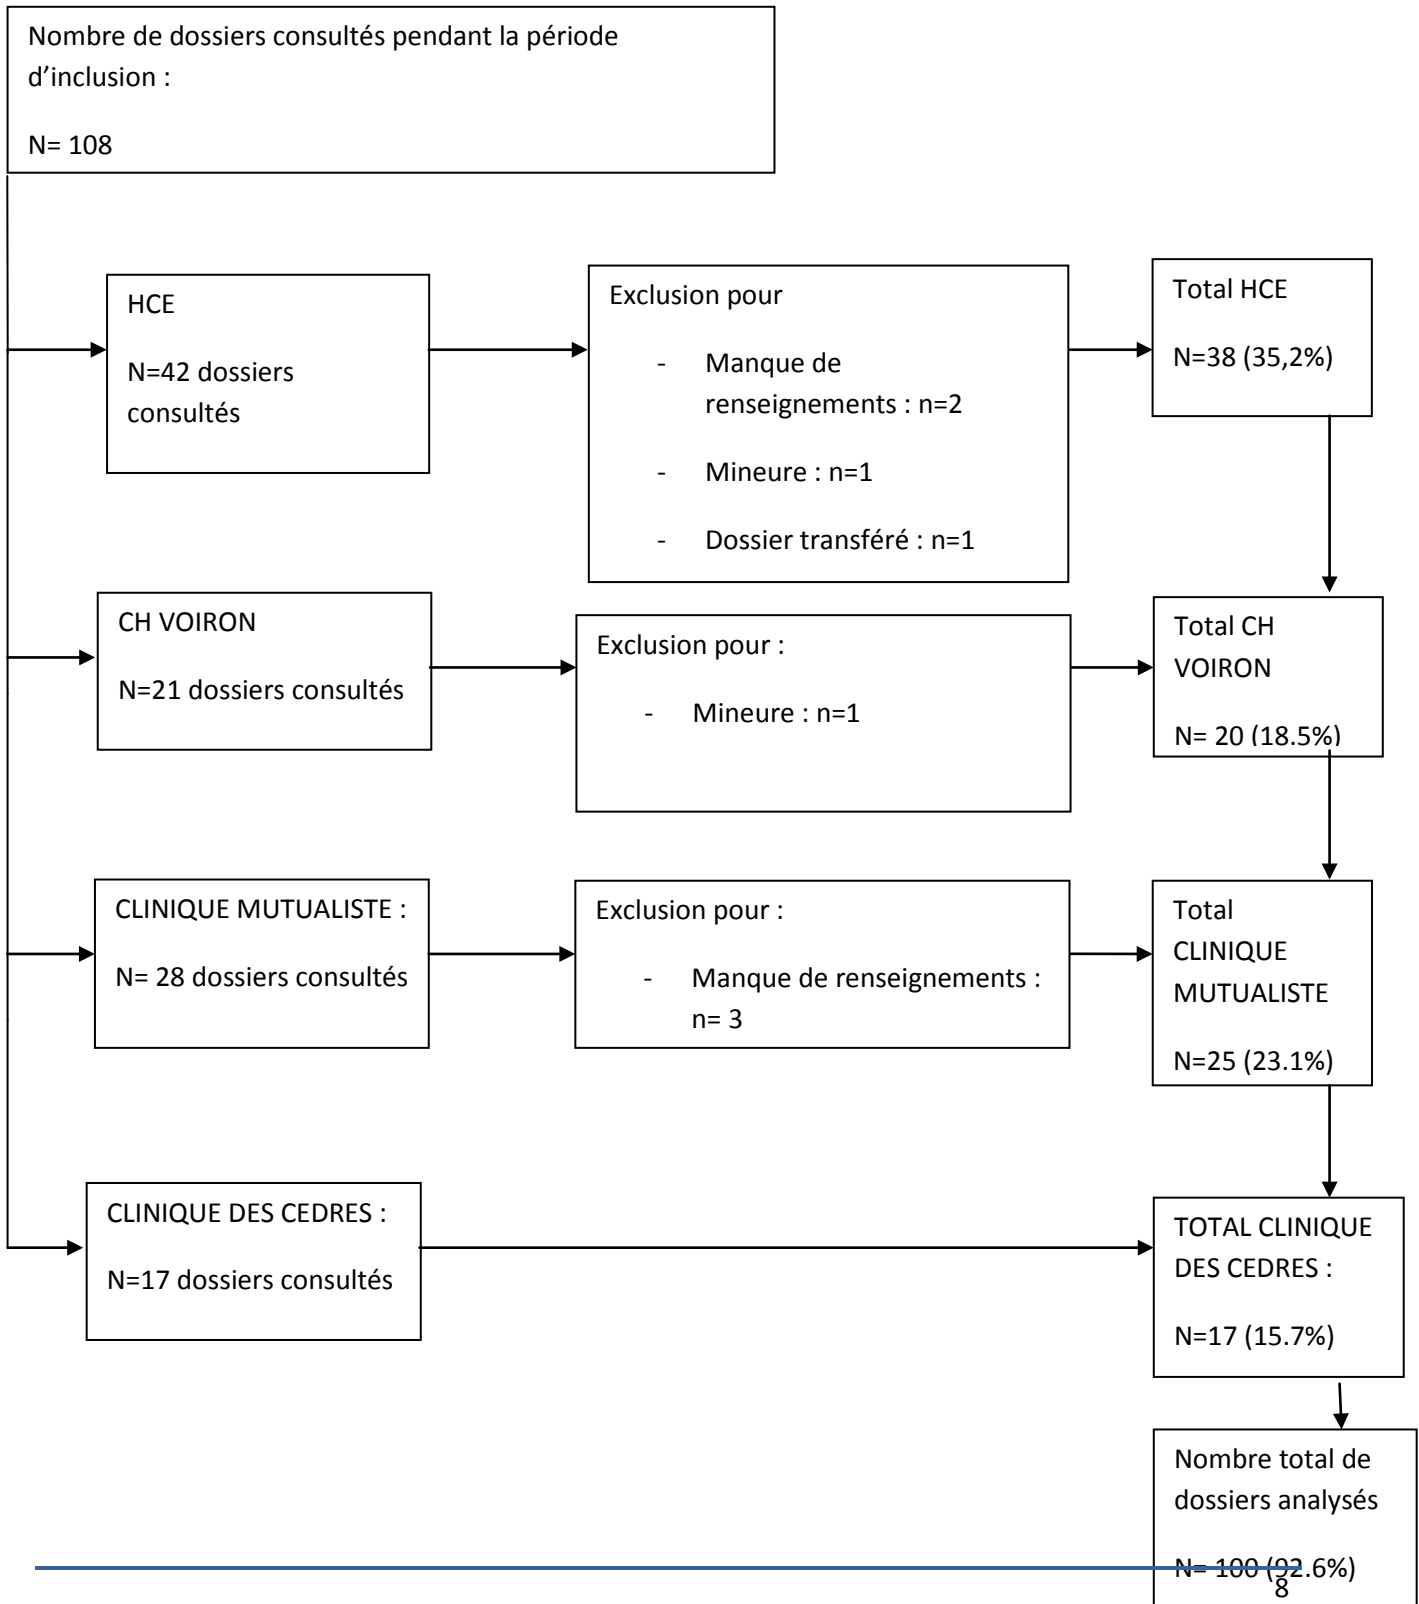 Nombre de dossiers consultés pendant la période
d’inclusion :
N= 108
HCE
N=42 dossiers
consultés
Exclusion pour
- Manque de
renseignements : n=2
- Mineure : n=1
- Dossier transféré : n=1
Total HCE
N=38 (35,2%)
CH VOIRON
N=21 dossiers consultés
Exclusion pour :
- Mineure : n=1
Total CH
VOIRON
N= 20 (18.5%)
CLINIQUE MUTUALISTE :
N= 28 dossiers consultés
Exclusion pour :
- Manque de renseignements :
n= 3
Total
CLINIQUE
MUTUALISTE
N=25 (23.1%)
CLINIQUE DES CEDRES :
N=17 dossiers consultés
TOTAL CLINIQUE
DES CEDRES :
N=17 (15.7%)
Nombre total de
dossiers analysés
N= 100 (92.6%)
8